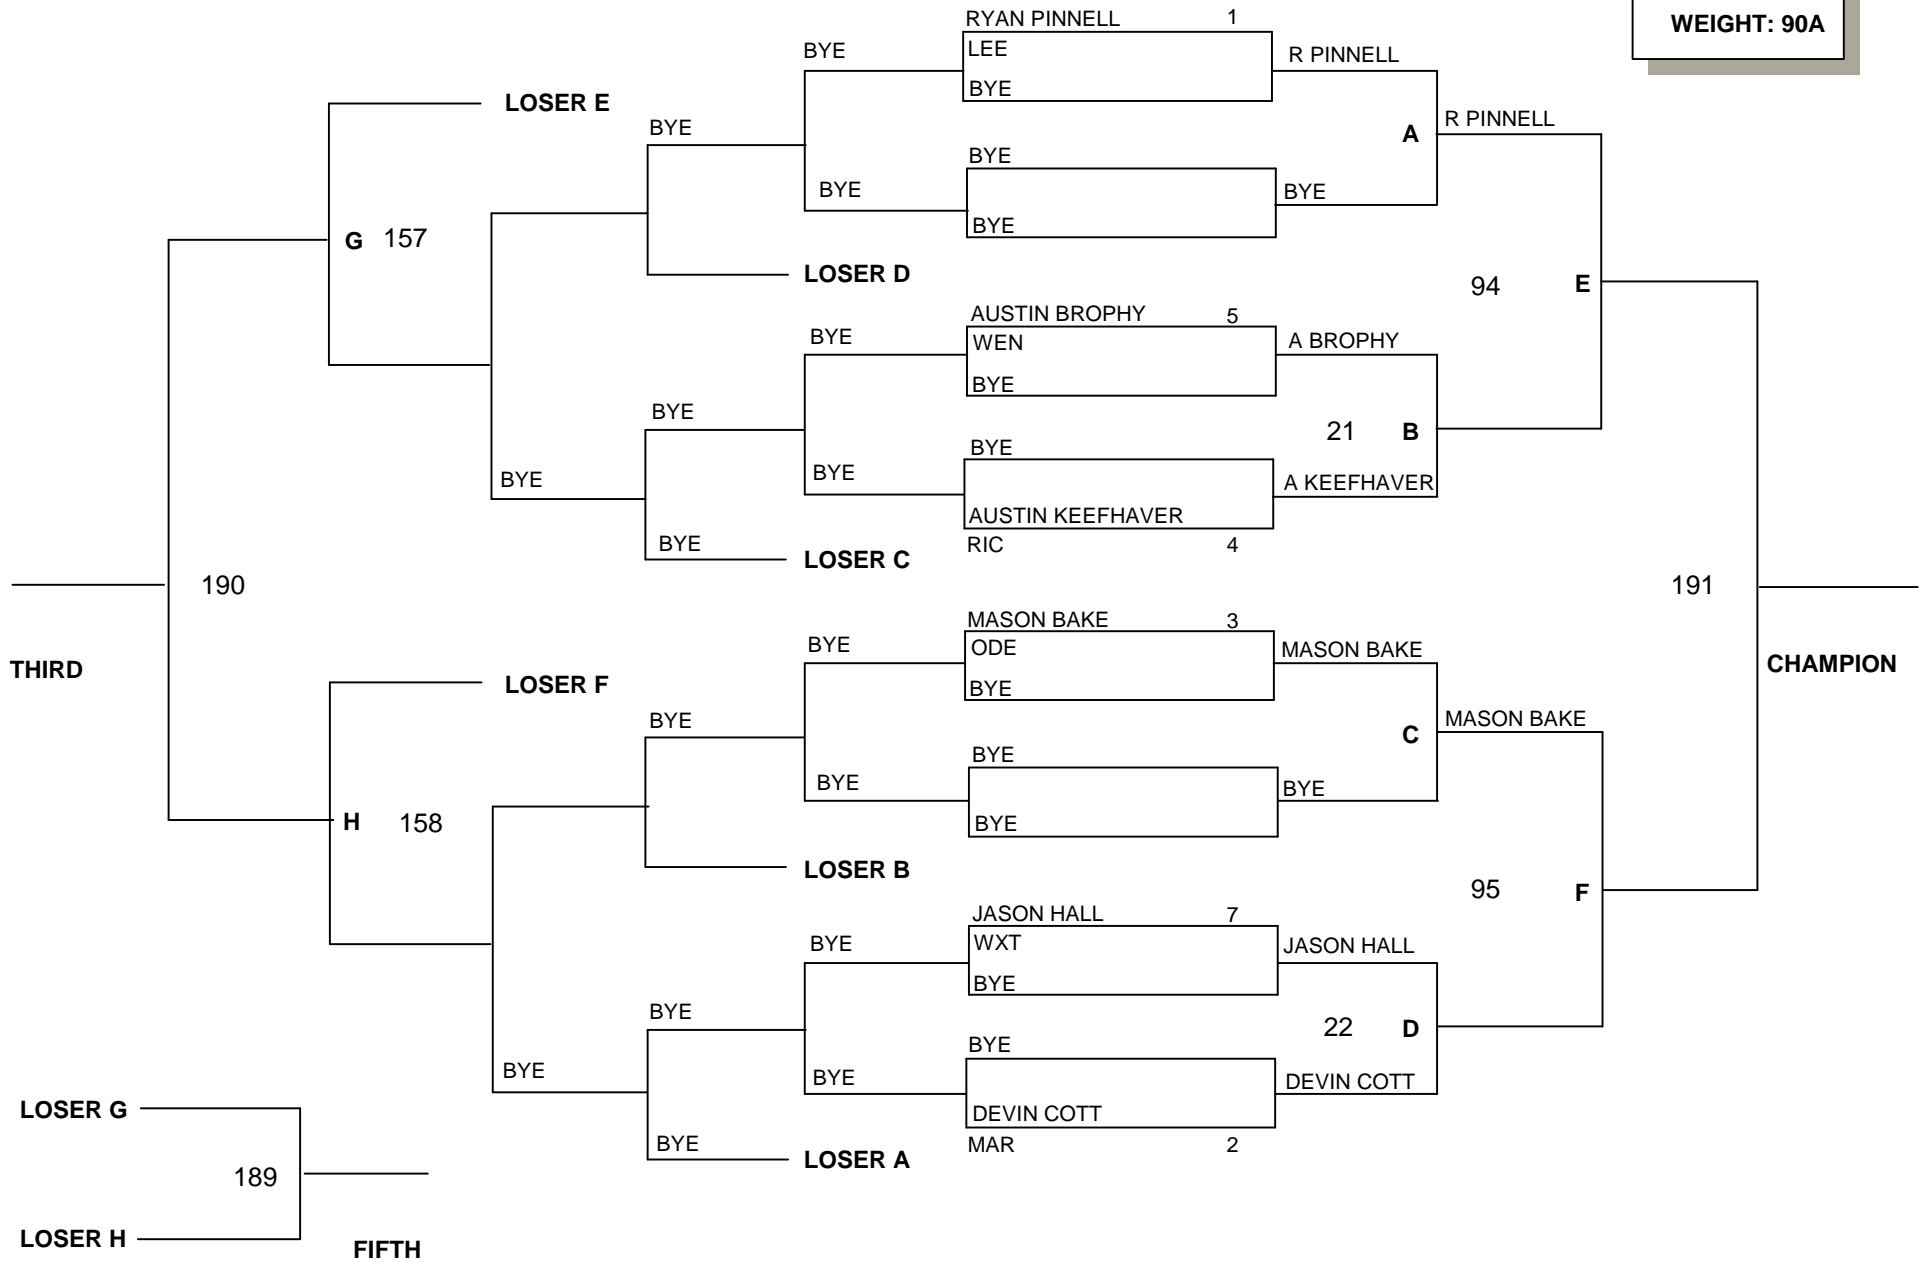 WEIGHT: 90A
RYAN PINNELL 1
LEE
BYE
BYE
R PINNELL
LOSER E
BYE
A
R PINNELL
BYE
BYE
BYE
BYE
G 157
LOSER D
94 E
AUSTIN BROPHY 5
BYE
WEN
A BROPHY
BYE
BYE
21 B
BYE
BYE
BYE
A KEEFHAVER
AUSTIN KEEFHAVER
BYE
LOSER C
RIC 4
190
191
THIRD
CHAMPION
MASON BAKE 3
BYE
ODE
MASON BAKE
LOSER F
BYE
BYE
C
MASON BAKE
BYE
BYE
BYE
H 158
BYE
LOSER B
95 F
JASON HALL 7
BYE
WXT
JASON HALL
BYE
BYE
22 D
BYE
BYE
BYE
DEVIN COTT
DEVIN COTT
BYE
LOSER A
MAR 2
LOSER G
189
LOSER H
FIFTH